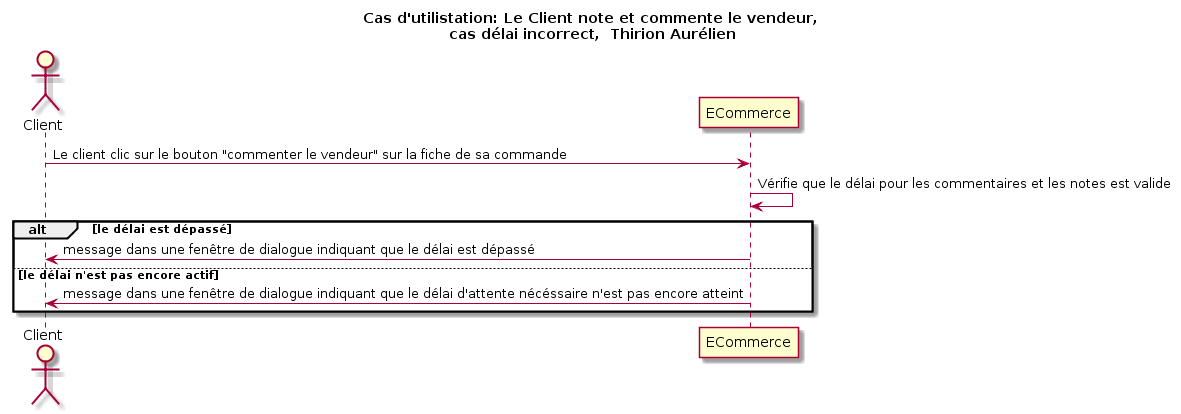 Cas d'utilistation: Le Client note et commente le vendeur,
cas délai incorrect,  Thirion Aurélien
Client
ECommerce
Le client clic sur le bouton "commenter le vendeur" sur la fiche de sa commande
Vérifie que le délai pour les commentaires et les notes est valide
alt [le délai est dépassé]
message dans une fenêtre de dialogue indiquant que le délai est dépassé
[le délai n'est pas encore actif]
message dans une fenêtre de dialogue indiquant que le délai d'attente nécéssaire n'est pas encore atteint
Client
ECommerce